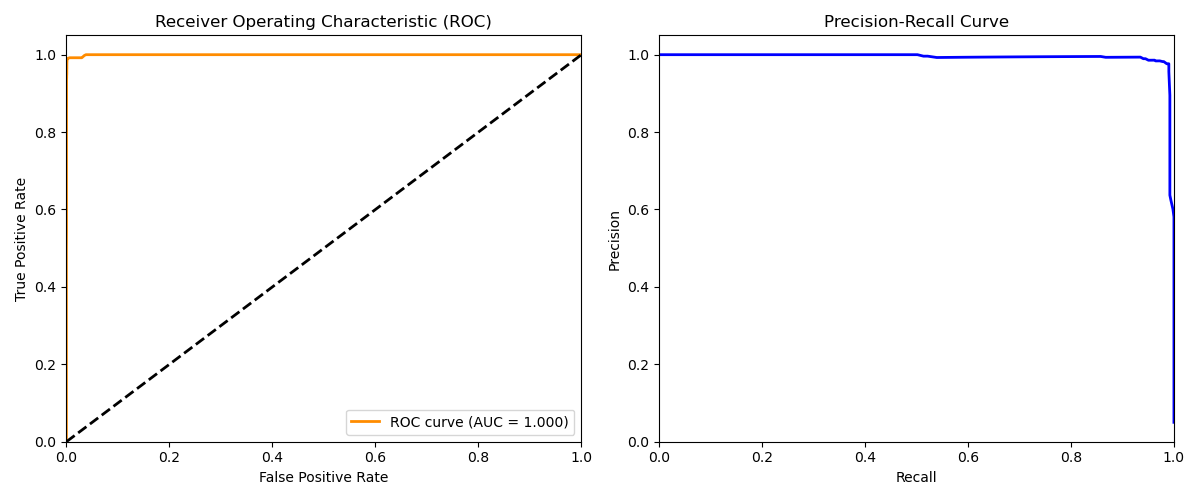 Receiver Operating Characteristic (ROC)
1.0
0.8
0.6
0.4
0.2
0.0
True Positive Rate
0.0 0.2 0.4 0.6 0.8 1.0
False Positive Rate
ROC curve (AUC = 1.000)
Precision-Recall Curve
1.0
0.8
0.6
0.4
0.2
0.0
Precision
0.0 0.2 0.4 0.6 0.8 1.0
Recall